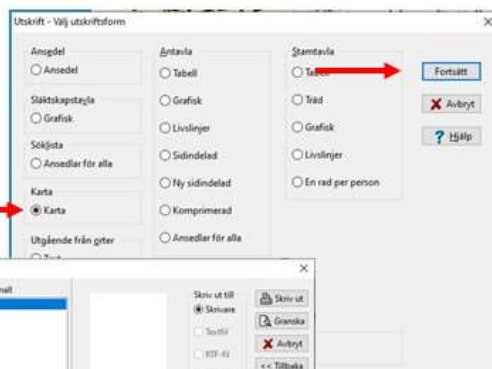 Utskrift - Välj utskriftsform
Ansedel
Ansedel
Släktskapstavla
Grafisk
Söklista
Ansedlar för alla
Karta
Karta
Utgående från orter
Antavla
Tabell
Grafisk
Livslinjer
Sidindelad
Ny sidindelad
Komprimerad
Ansedlar för alla
Stamtavla
Tabell
Träd
Grafisk
Livslinjer
En rad per person
Fortsätt
Avbryt
Hjälp
Skriv ut till
Skrivare
Textfil
RTF-fil
Skriv ut
Granska
Avbryt
<< Tillbaka